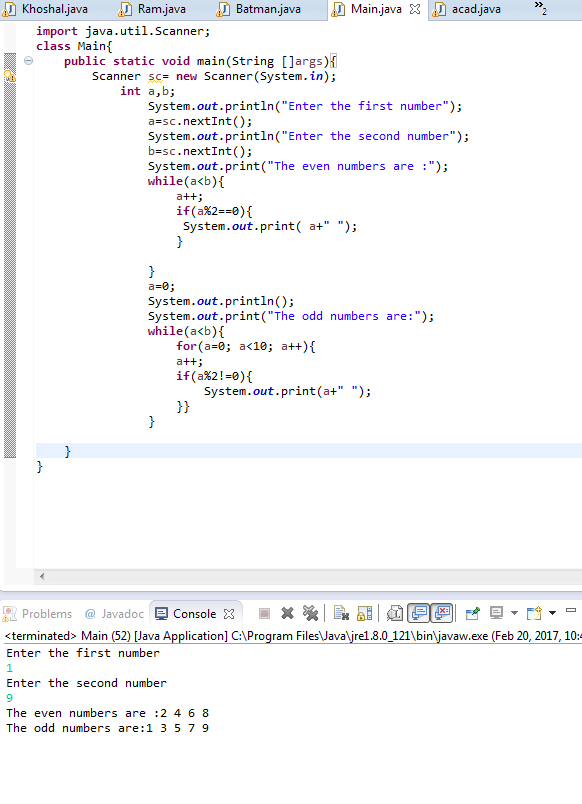 Khoshal.java Ram.java Batman.java Main.java acad.java »2
import java.util.Scanner;
class Main{
    public static void main(String []args){
        Scanner sc= new Scanner(System.in);
            int a,b;
                System.out.println("Enter the first number");
                a=sc.nextInt();
                System.out.println("Enter the second number");
                b=sc.nextInt();
                System.out.print("The even numbers are :");
                while(a<b){
                    a++;
                    if(a%2==0){
                     System.out.print( a+" ");
                    }
                }
                a=0;
                System.out.println();
                System.out.print("The odd numbers are:");
                while(a<b){
                    for(a=0; a<10; a++){
                    a++;
                    if(a%2!=0){
                        System.out.print(a+" ");
                    }}
                }
    }
}
Problems @ Javadoc Console
<terminated> Main (52) [Java Application] C:\Program Files\Java\jre1.8.0_121\bin\javaw.exe (Feb 20, 2017, 10:
Enter the first number
1
Enter the second number
9
The even numbers are :2 4 6 8
The odd numbers are:1 3 5 7 9